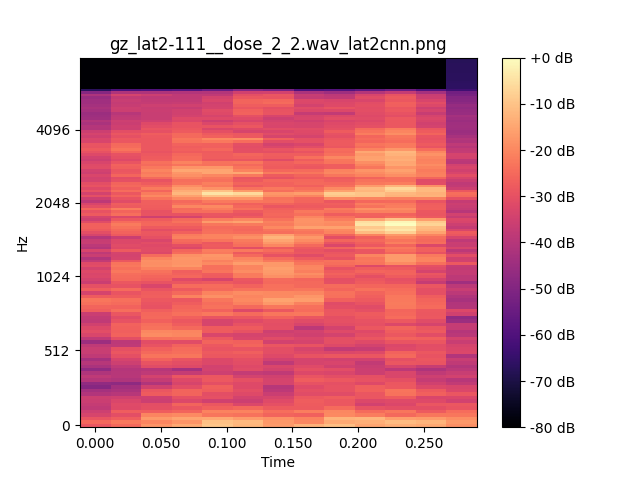 gz_lat2-111__dose_2_2.wav_lat2cnn.png
Hz
4096
2048
1024
512
0
0.000 0.050 0.100 0.150 0.200 0.250
Time
+0 dB
-10 dB
-20 dB
-30 dB
-40 dB
-50 dB
-60 dB
-70 dB
-80 dB